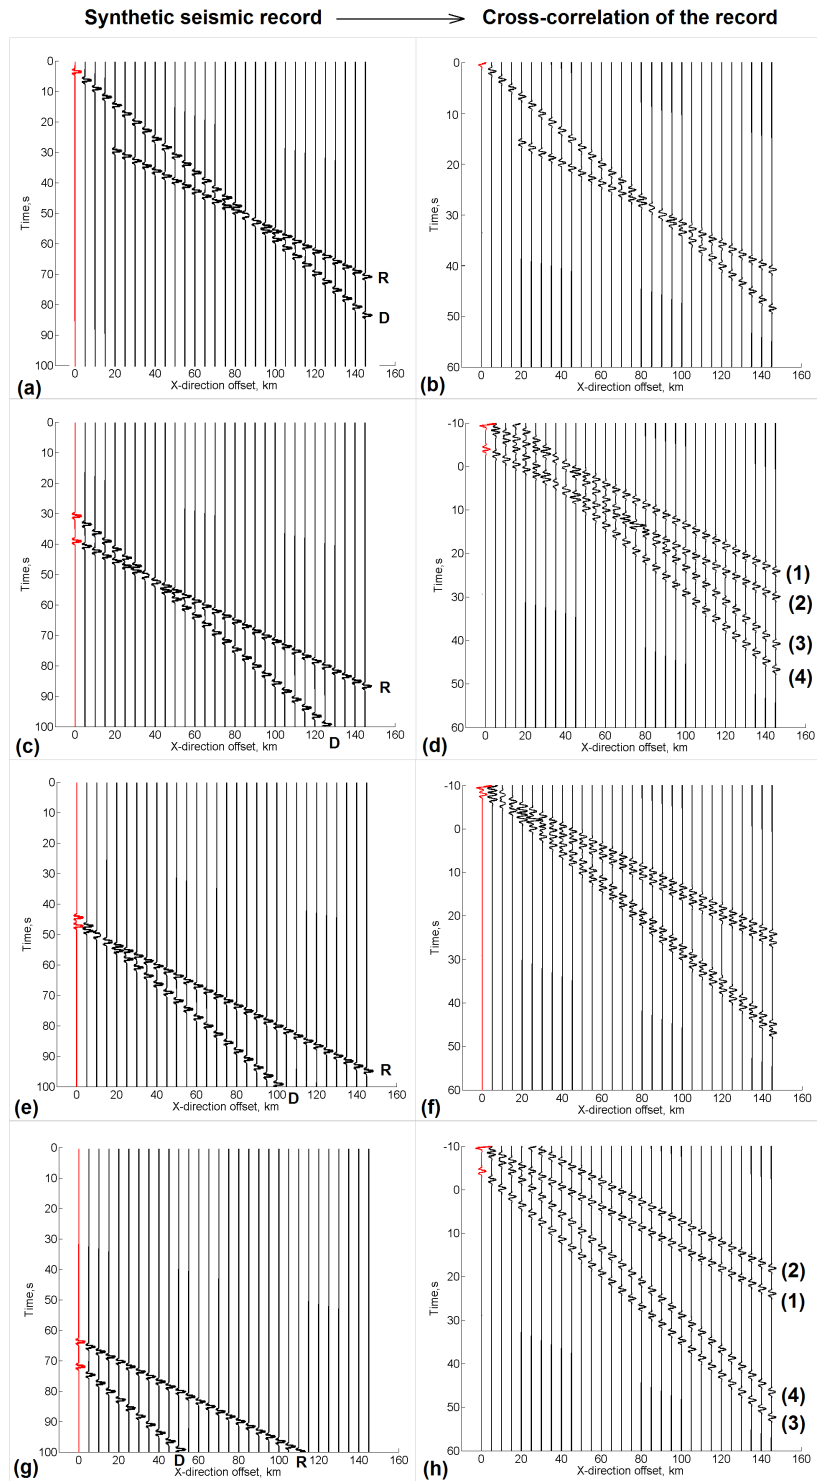 Synthetic seismic record
Cross-correlation of the record
0
10
20
30
40
50
60
70
80
90
100
Time,s
0 20 40 60 80 100 120 140 160
X-direction offset, km
R
D
(a)
0
10
20
30
40
50
60
Time,s
0 20 40 60 80 100 120 140 160
X-direction offset, km
(b)
0
10
20
30
40
50
60
70
80
90
100
Time,s
0 20 40 60 80 100 120 140 160
X-direction offset, km
R
D
(c)
-10
0
10
20
30
40
50
60
Time,s
0 20 40 60 80 100 120 140 160
X-direction offset, km
(1)
(2)
(3)
(4)
(d)
0
10
20
30
40
50
60
70
80
90
100
Time,s
0 20 40 60 80 100 120 140 160
X-direction offset, km
R
D
(e)
-10
0
10
20
30
40
50
60
Time,s
0 20 40 60 80 100 120 140 160
X-direction offset, km
(f)
0
10
20
30
40
50
60
70
80
90
100
Time,s
0 20 40 60 80 100 120 140 160
X-direction offset, km
D
R
(g)
-10
0
10
20
30
40
50
60
Time,s
0 20 40 60 80 100 120 140 160
X-direction offset, km
(2)
(1)
(4)
(3)
(h)